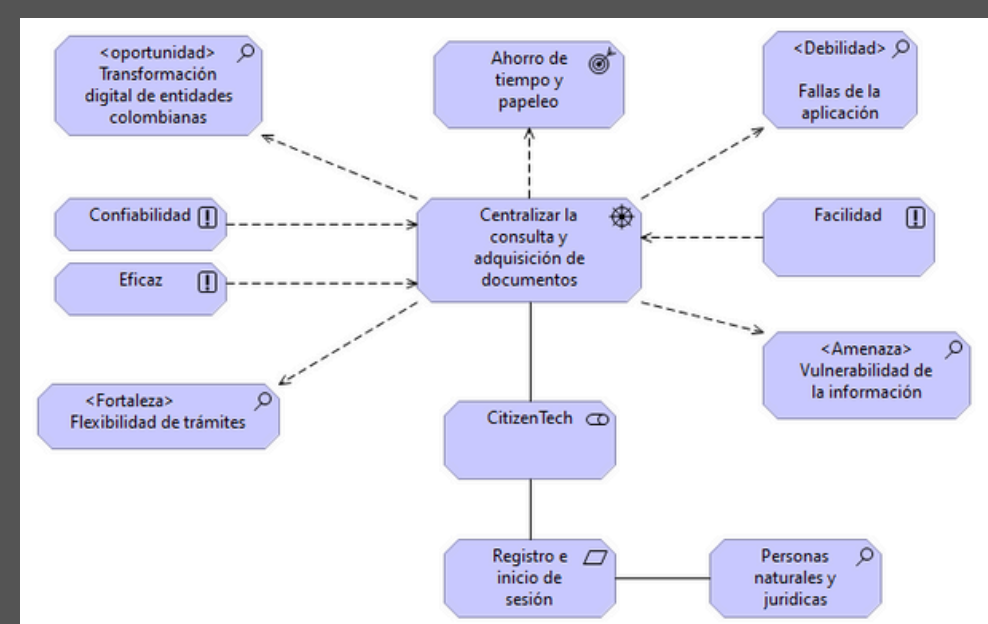 <oportunidad>
Transformación
digital de entidades
colombianas
Ahorro de
tiempo y
papeleo
<Debilidad>
Fallas de la
aplicación
Confiabilidad
Centralizar la
consulta y
adquisición de
documentos
Facilidad
Eficaz
<Amenaza>
Vulnerabilidad de
la información
<Fortaleza>
Flexibilidad de trámites
CitizenTech
Registro e
inicio de
sesión
Personas
naturales y
juridicas